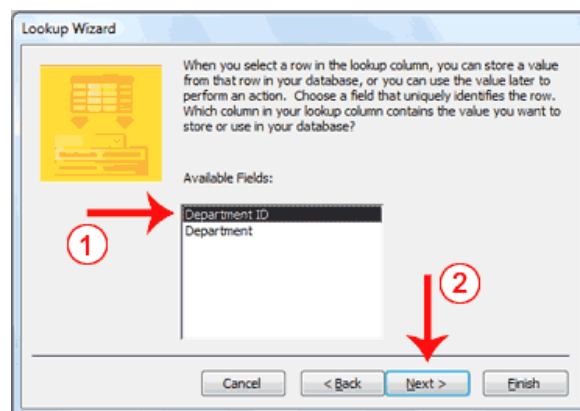 Lookup Wizard
When you select a row in the lookup column, you can store a value
from that row in your database, or you can use the value later to
perform an action. Choose a field that uniquely identifies the row.
Which column in your lookup column contains the value you want to
store or use in your database?
Available Fields:
Department ID
Department
1
2
Cancel
< Back
Next >
Finish